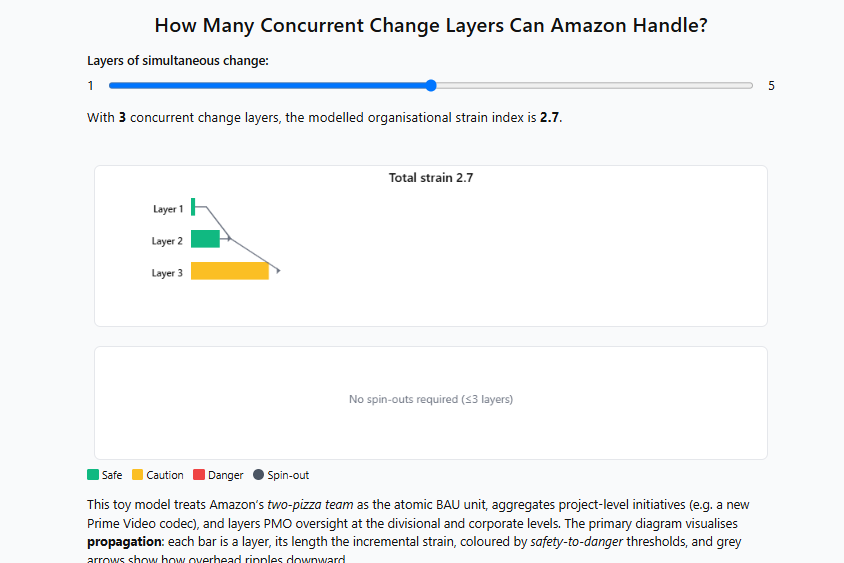 How Many Concurrent Change Layers Can Amazon Handle?
Layers of simultaneous change:
1 5
With 3 concurrent change layers, the modelled organisational strain index is 2.7.
Total strain 2.7
Layer 1
Layer 2
Layer 3
No spin-outs required (≤3 layers)
Safe Caution Danger Spin-out
This toy model treats Amazon's two-pizza team as the atomic BAU unit, aggregates project-level initiatives (e.g. a new
Prime Video codec), and layers PMO oversight at the divisional and corporate levels. The primary diagram visualises
propagation: each bar is a layer, its length the incremental strain, coloured by safety-to-danger thresholds, and grey
arrows show how overhead ripples downward.